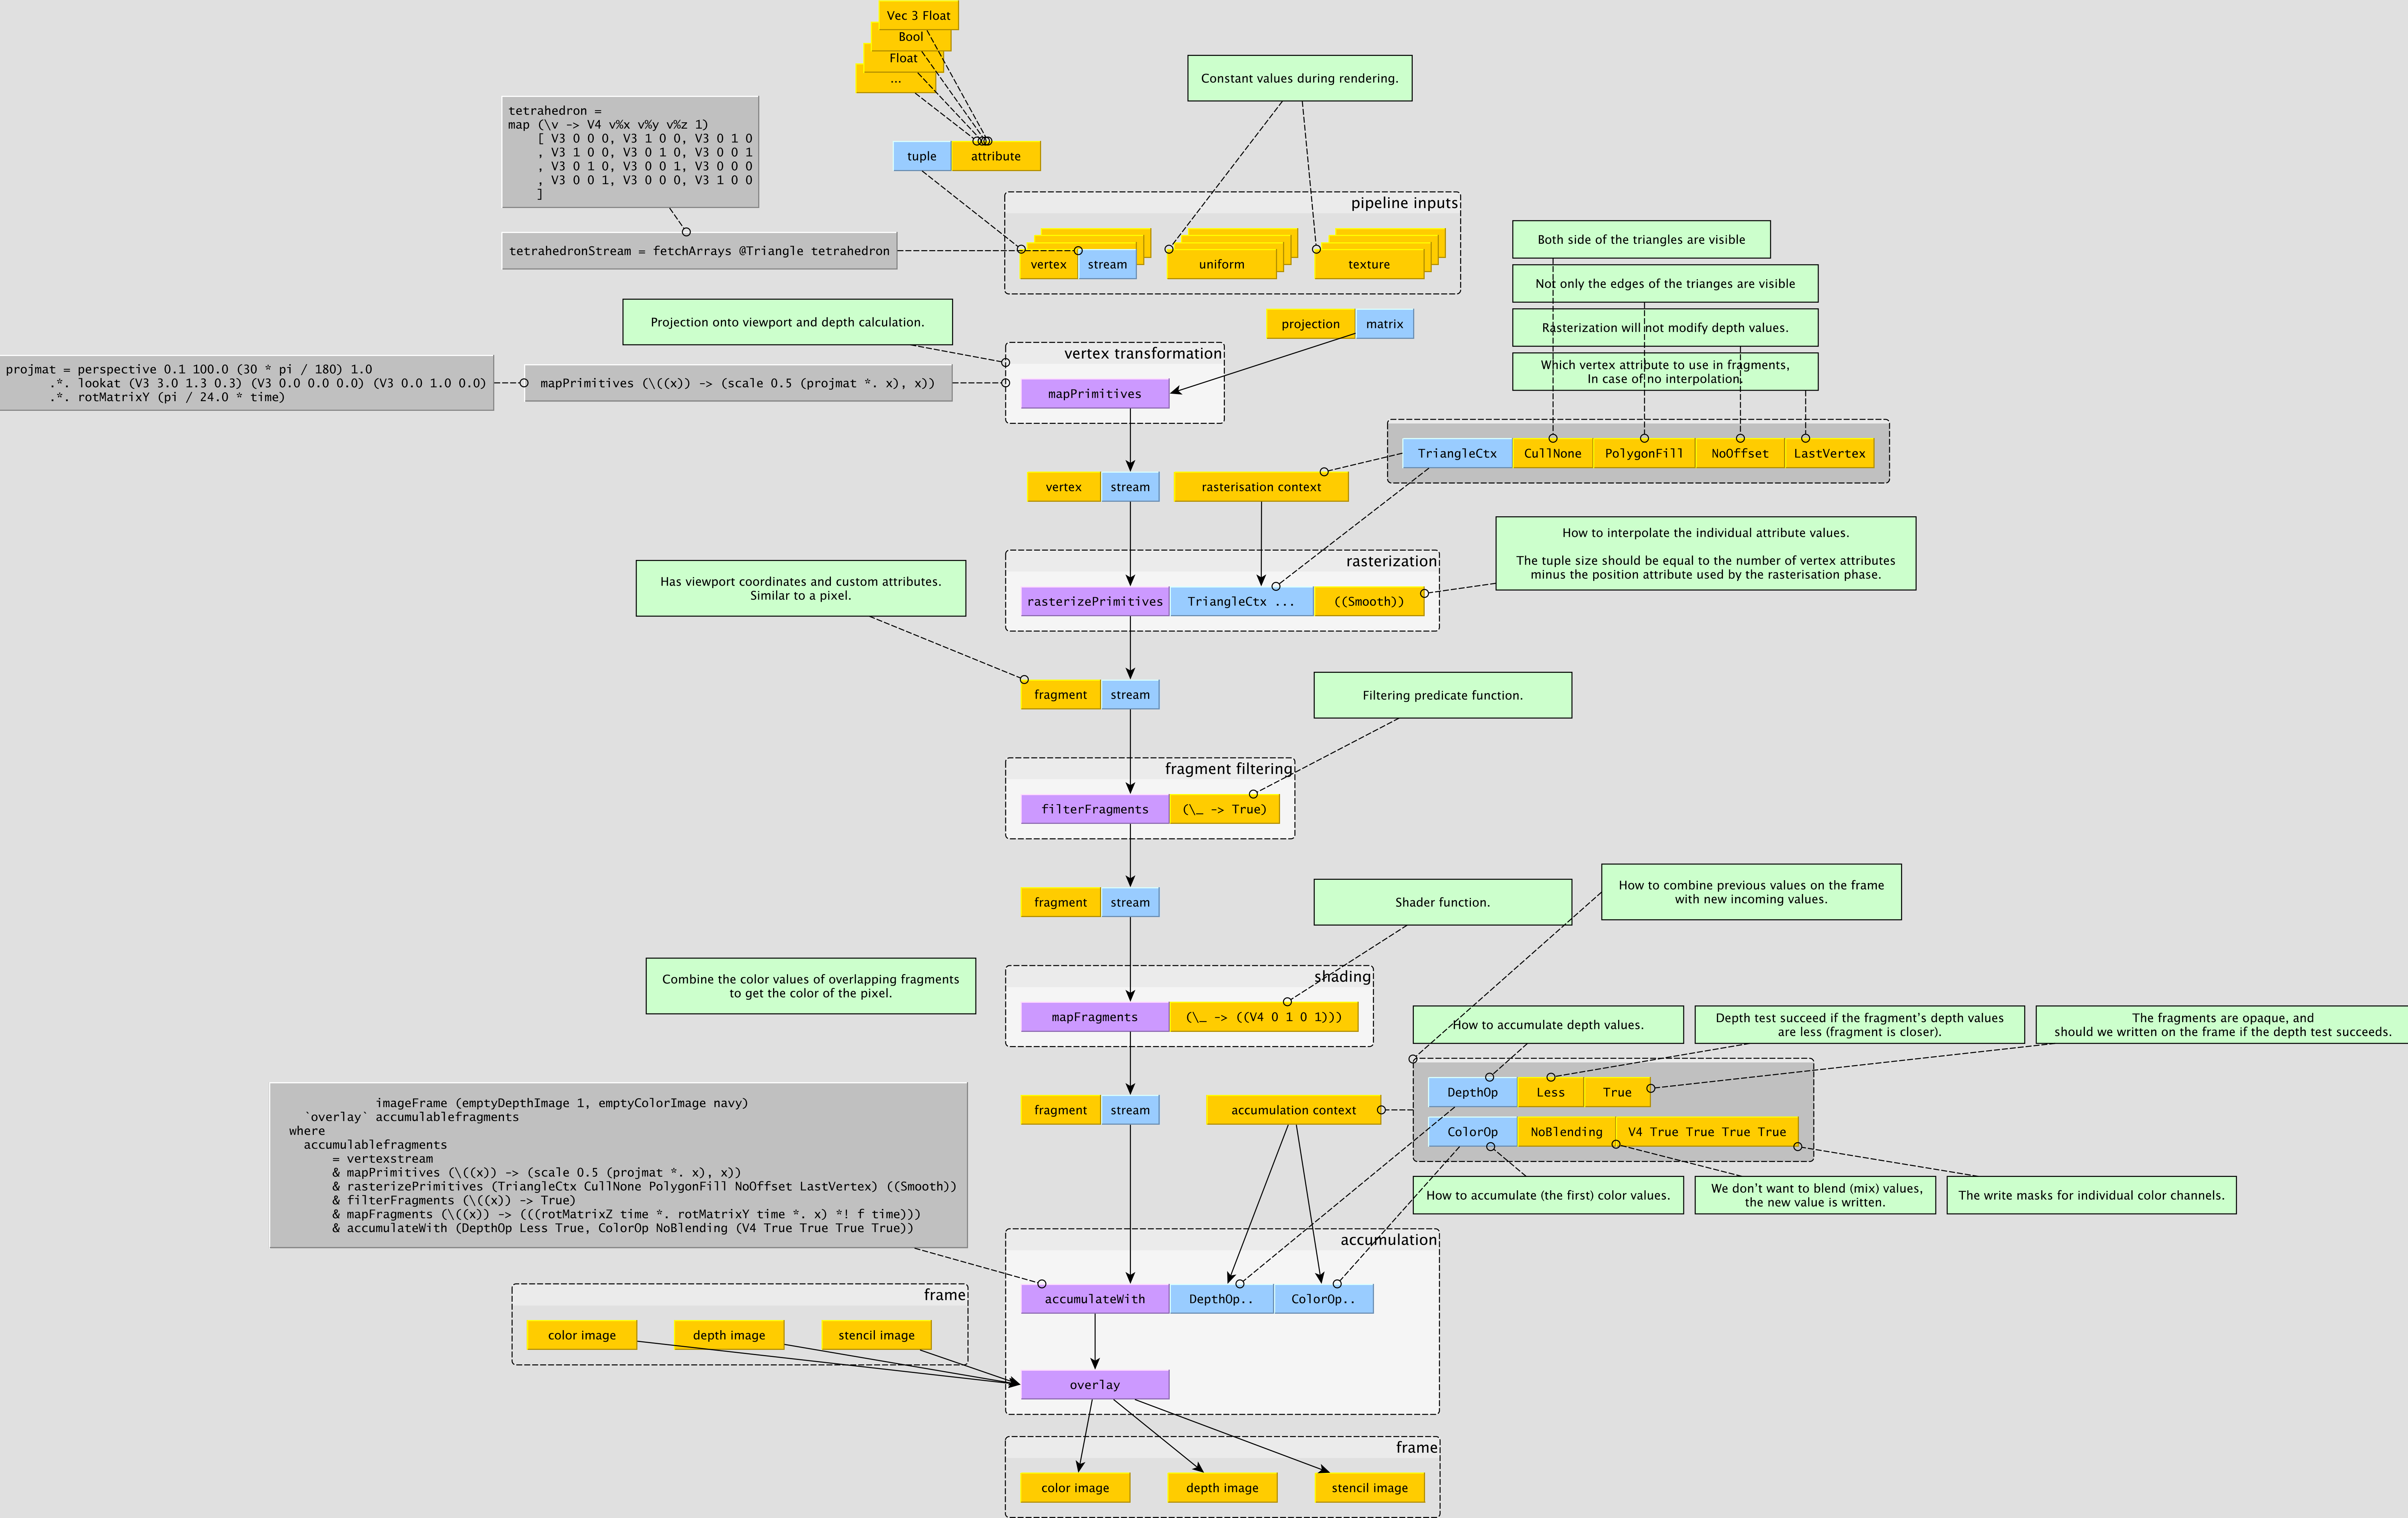 Vec 3 Float
Bool
Float
...
Constant values during rendering.
tetrahedron =
map (\v -> V4 v%x v%y v%z 1)
    [ V3 0 0 0, V3 1 0 0, V3 0 1 0
    , V3 1 0 0, V3 0 1 0, V3 0 0 1
    , V3 0 1 0, V3 0 0 1, V3 0 0 0
    , V3 0 0 1, V3 0 0 0, V3 1 0 0
    ]
tuple
attribute
pipeline inputs
tetrahedronStream = fetchArrays @Triangle tetrahedron
vertex
stream
uniform
texture
Both side of the triangles are visible
Not only the edges of the trianges are visible
Rasterization will not modify depth values.
Which vertex attribute to use in fragments,
In case of no interpolation.
Projection onto viewport and depth calculation.
projection
matrix
vertex transformation
projmat = perspective 0.1 100.0 (30 * pi / 180) 1.0
      .*. lookat (V3 3.0 1.3 0.3) (V3 0.0 0.0 0.0) (V3 0.0 1.0 0.0)
      .*. rotMatrixY (pi / 24.0 * time)
mapPrimitives (\((x)) -> (scale 0.5 (projmat *. x), x))
mapPrimitives
TriangleCtx
CullNone
PolygonFill
NoOffset
LastVertex
vertex
stream
rasterisation context
How to interpolate the individual attribute values.
The tuple size should be equal to the number of vertex attributes
minus the position attribute used by the rasterisation phase.
rasterization
Has viewport coordinates and custom attributes.
Similar to a pixel.
rasterizePrimitives
TriangleCtx ...
((Smooth))
fragment
stream
Filtering predicate function.
fragment filtering
filterFragments
(\_ -> True)
fragment
stream
Shader function.
How to combine previous values on the frame
with new incoming values.
Combine the color values of overlapping fragments
to get the color of the pixel.
shading
mapFragments
(\_ -> ((V4 0 1 0 1)))
How to accumulate depth values.
Depth test succeed if the fragment's depth values
are less (fragment is closer).
The fragments are opaque, and
should we written on the frame if the depth test succeeds.
fragment
stream
accumulation context
DepthOp
Less
True
ColorOp
NoBlending
V4 True True True True
How to accumulate (the first) color values.
We don't want to blend (mix) values,
the new value is written.
The write masks for individual color channels.
            imageFrame (emptyDepthImage 1, emptyColorImage navy)
  `overlay` accumulablefragments
where
  accumulablefragments
      = vertexstream
      & mapPrimitives (\((x)) -> (scale 0.5 (projmat *. x), x))
      & rasterizePrimitives (TriangleCtx CullNone PolygonFill NoOffset LastVertex) ((Smooth))
      & filterFragments (\((x)) -> True)
      & mapFragments (\((x)) -> (((rotMatrixZ time *. rotMatrixY time *. x) *! f time)))
      & accumulateWith (DepthOp Less True, ColorOp NoBlending (V4 True True True True))
accumulation
accumulateWith
DepthOp..
ColorOp..
frame
color image
depth image
stencil image
overlay
frame
color image
depth image
stencil image